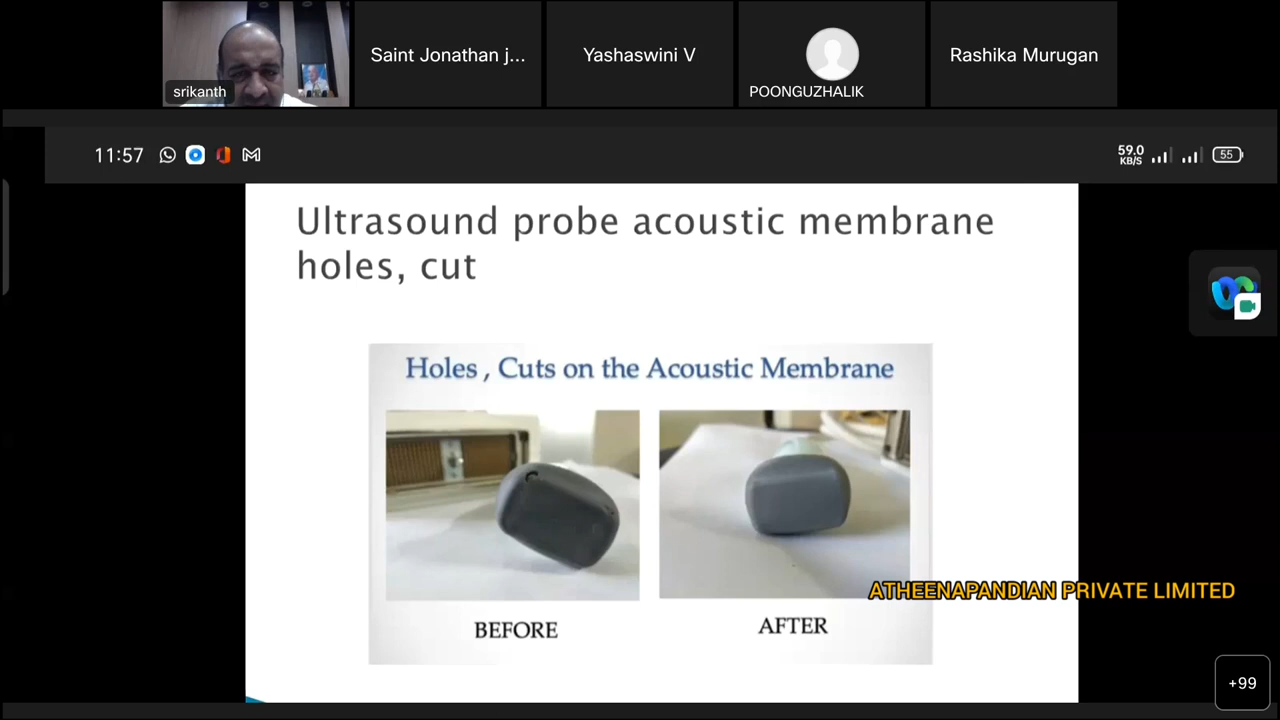 srikanth
Saint Jonathan j...
Yashaswini V
POONGUZHALIK
Rashika Murugan
11:57
59.0
KB/S
55
Ultrasound probe acoustic membrane
holes, cut
Holes , Cuts on the Acoustic Membrane
BEFORE
AFTER
ATHEENAPANDIAN PRIVATE LIMITED
+99